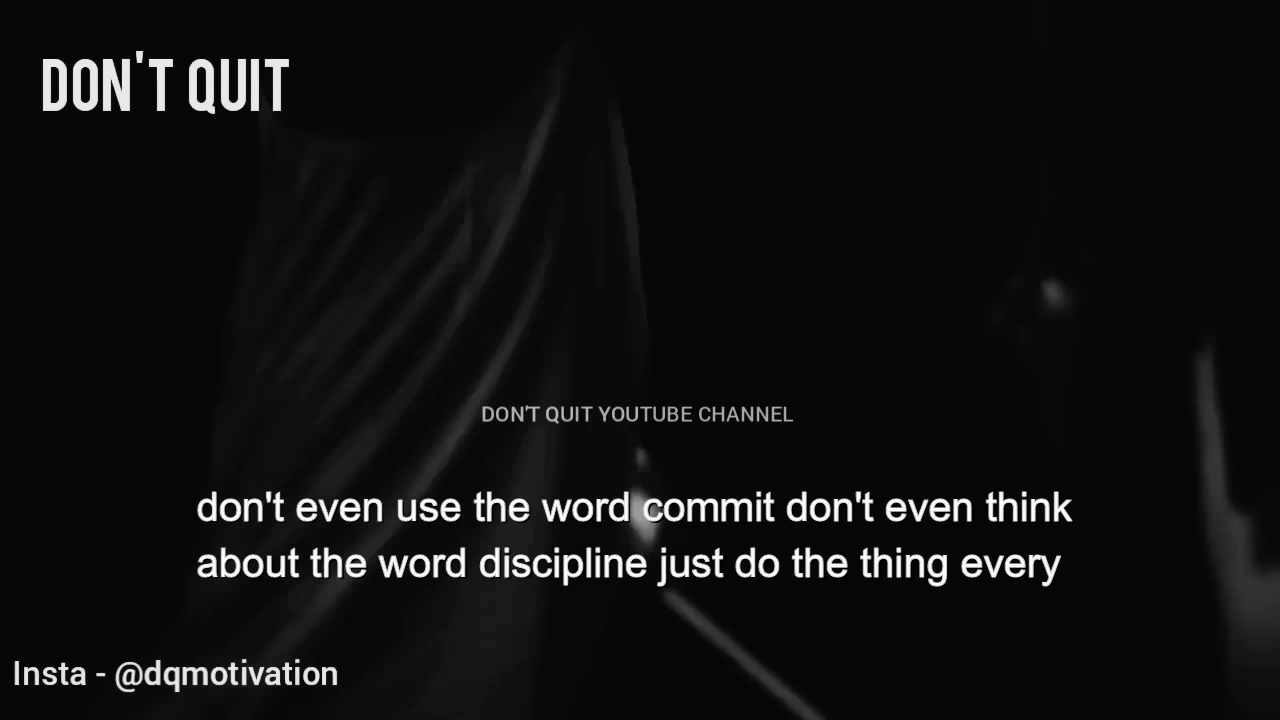 DON'T QUIT
DON'T QUIT YOUTUBE CHANNEL
don't even use the word commit don't even think
about the word discipline just do the thing every
Insta - @dqmotivation